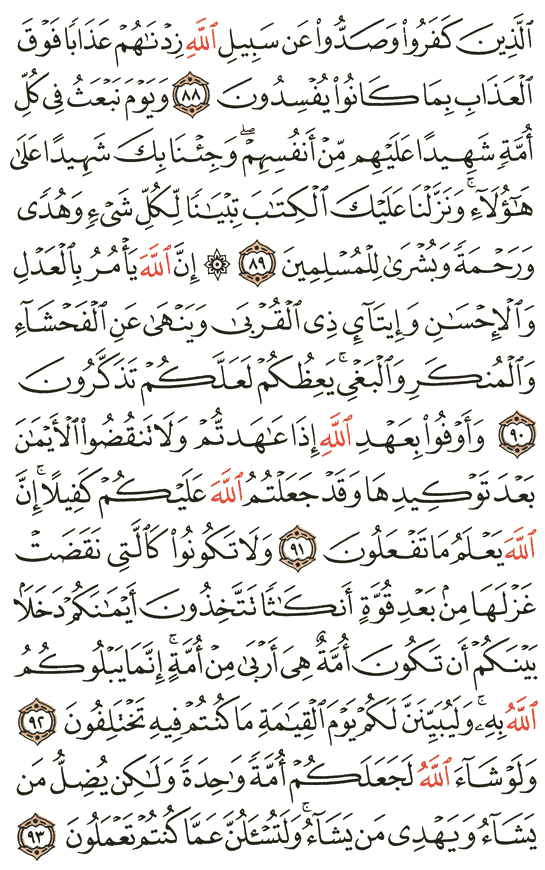 ٱلَّذِينَ كَفَرُوا۟ وَصَدُّوا۟ عَن سَبِيلِ ٱللَّهِ زِدْنَٰهُمْ عَذَابًا فَوْقَ
ٱلْعَذَابِ بِمَا كَانُوا۟ يُفْسِدُونَ ٨٨ وَيَوْمَ نَبْعَثُ فِى كُلِّ
أُمَّةٍ شَهِيدًا عَلَيْهِم مِّنْ أَنفُسِهِمْ ۖ وَجِئْنَا بِكَ شَهِيدًا عَلَىٰ
هَٰٓؤُلَآءِ ۚ وَنَزَّلْنَا عَلَيْكَ ٱلْكِتَٰبَ تِبْيَٰنًا لِّكُلِّ شَىْءٍ وَهُدًى
وَرَحْمَةً وَبُشْرَىٰ لِلْمُسْلِمِينَ ٨٩ ۞ إِنَّ ٱللَّهَ يَأْمُرُ بِٱلْعَدْلِ
وَٱلْإِحْسَٰنِ وَإِيتَآئِ ذِى ٱلْقُرْبَىٰ وَيَنْهَىٰ عَنِ ٱلْفَحْشَآءِ
وَٱلْمُنكَرِ وَٱلْبَغْىِ ۚ يَعِظُكُمْ لَعَلَّكُمْ تَذَكَّرُونَ
٩٠ وَأَوْفُوا۟ بِعَهْدِ ٱللَّهِ إِذَا عَٰهَدتُّمْ وَلَا تَنقُضُوا۟ ٱلْأَيْمَٰنَ
بَعْدَ تَوْكِيدِهَا وَقَدْ جَعَلْتُمُ ٱللَّهَ عَلَيْكُمْ كَفِيلًا ۚ إِنَّ
ٱللَّهَ يَعْلَمُ مَا تَفْعَلُونَ ٩١ وَلَا تَكُونُوا۟ كَٱلَّتِى نَقَضَتْ
غَزْلَهَا مِنۢ بَعْدِ قُوَّةٍ أَنكَٰثًا تَتَّخِذُونَ أَيْمَٰنَكُمْ دَخَلًۢا
بَيْنَكُمْ أَن تَكُونَ أُمَّةٌ هِىَ أَرْبَىٰ مِنْ أُمَّةٍ ۚ إِنَّمَا يَبْلُوكُمُ
ٱللَّهُ بِهِۦ ۚ وَلَيُبَيِّنَنَّ لَكُمْ يَوْمَ ٱلْقِيَٰمَةِ مَا كُنتُمْ فِيهِ تَخْتَلِفُونَ ٩٢
وَلَوْ شَآءَ ٱللَّهُ لَجَعَلَكُمْ أُمَّةً وَٰحِدَةً وَلَٰكِن يُضِلُّ مَن
يَشَآءُ وَيَهْدِى مَن يَشَآءُ ۚ وَلَتُسْـَٔلُنَّ عَمَّا كُنتُمْ تَعْمَلُونَ ٩٣